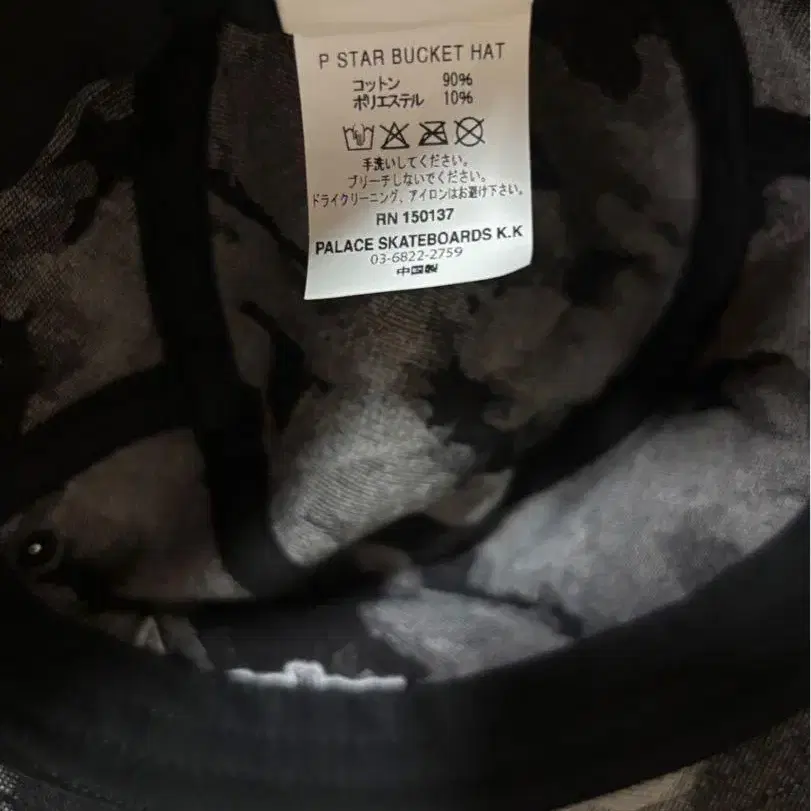 P STAR BUCKET HAT
コットン 90%
ポリエステル 10%
手洗いしてください。
ブリーチしないでください。
ドライクリーニング、アイロンはお避け下さい。
RN 150137
PALACE SKATEBOARDS K.K
03-6822-2759
中国製